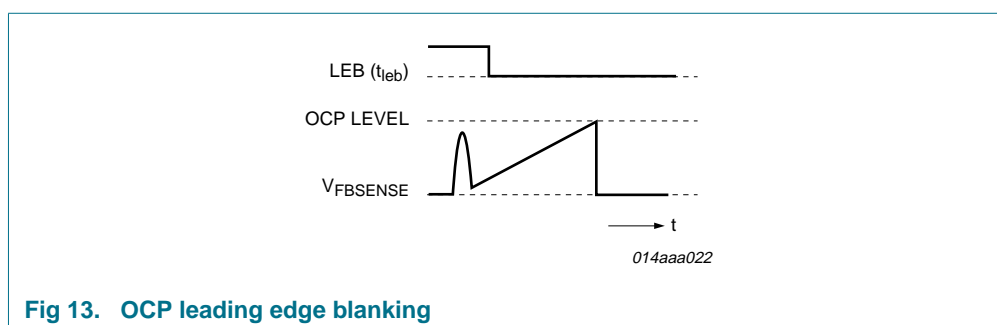 LEB (tleb)
OCP LEVEL
VFBSENSE
t
014aaa022
Fig 13. OCP leading edge blanking